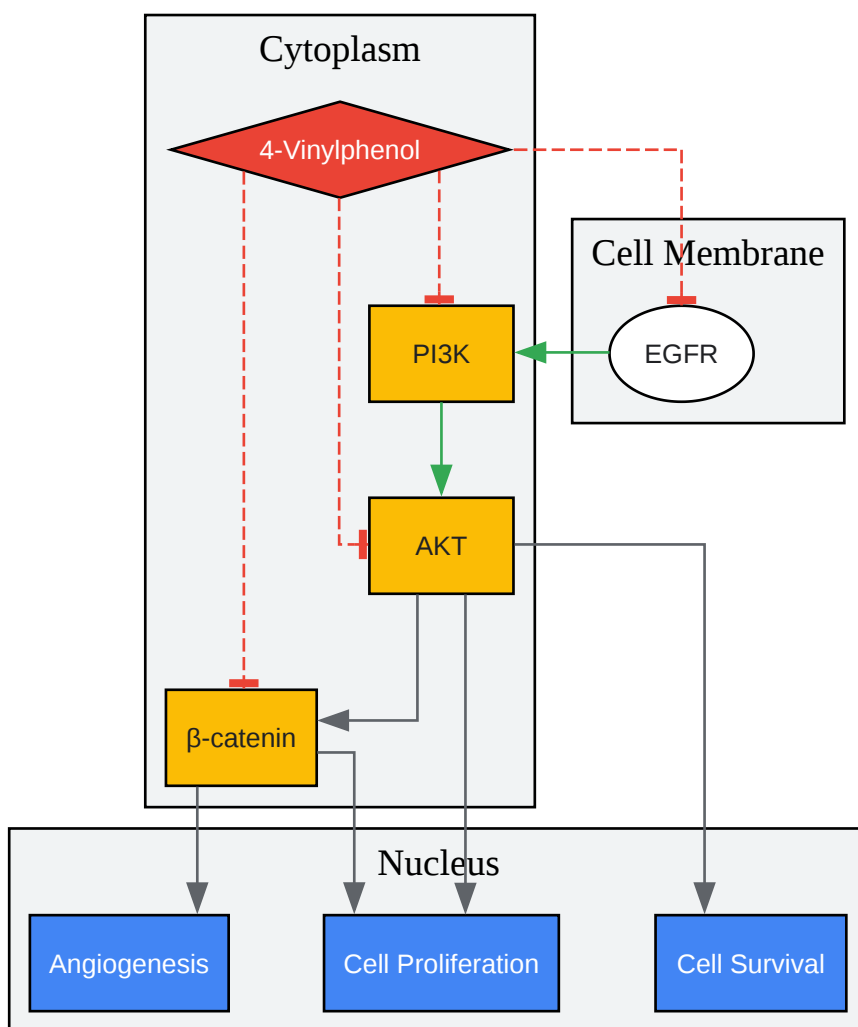 Cytoplasm
4-Vinylphenol
Cell Membrane
PI3K
EGFR
AKT
β-catenin
Nucleus
Angiogenesis
Cell Proliferation
Cell Survival